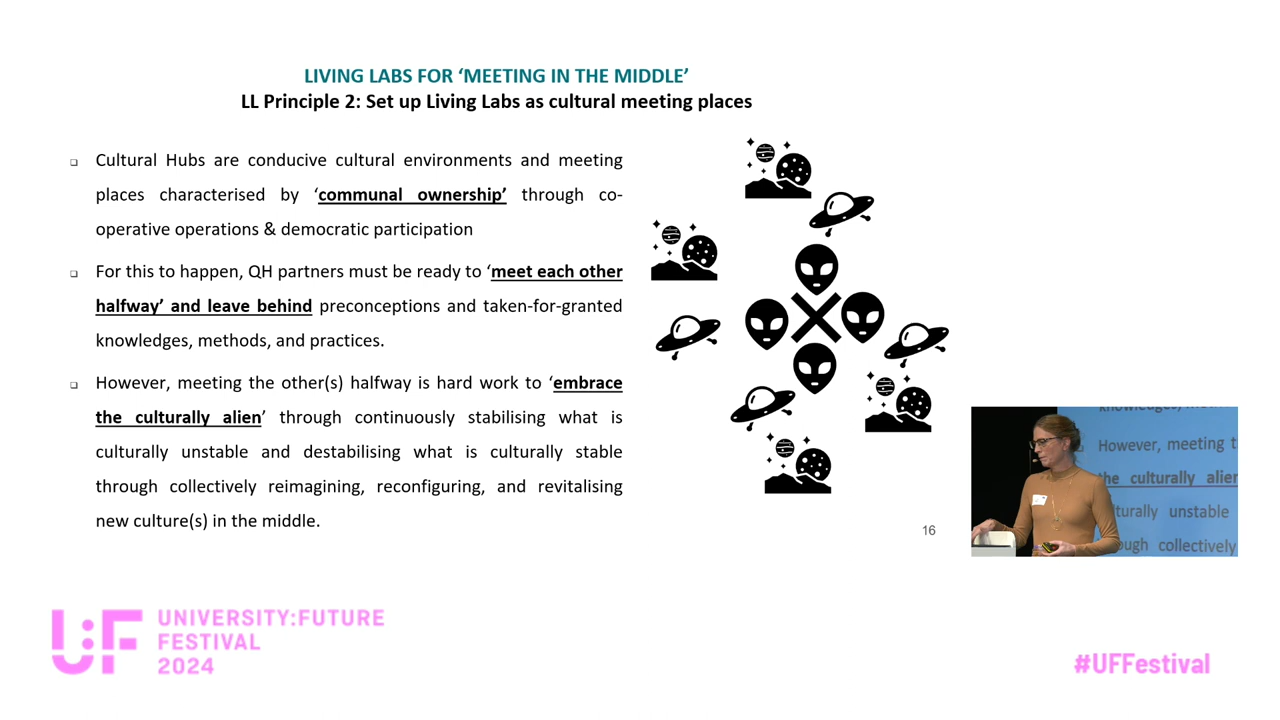 LIVING LABS FOR ‘MEETING IN THE MIDDLE’
LL Principle 2: Set up Living Labs as cultural meeting places
Cultural Hubs are conducive cultural environments and meeting
places characterised by ‘communal ownership’ through co-
operative operations & democratic participation
For this to happen, QH partners must be ready to ‘meet each other
halfway’ and leave behind preconceptions and taken-for-granted
knowledges, methods, and practices.
However, meeting the other(s) halfway is hard work to ‘embrace
the culturally alien’ through continuously stabilising what is
culturally unstable and destabilising what is culturally stable
through collectively reimagining, reconfiguring, and revitalising
new culture(s) in the middle.
16
However, meeting t
the culturally alier
turally unstable
ough collectively
U:F UNIVERSITY:FUTURE
FESTIVAL
2024
#UFFestival